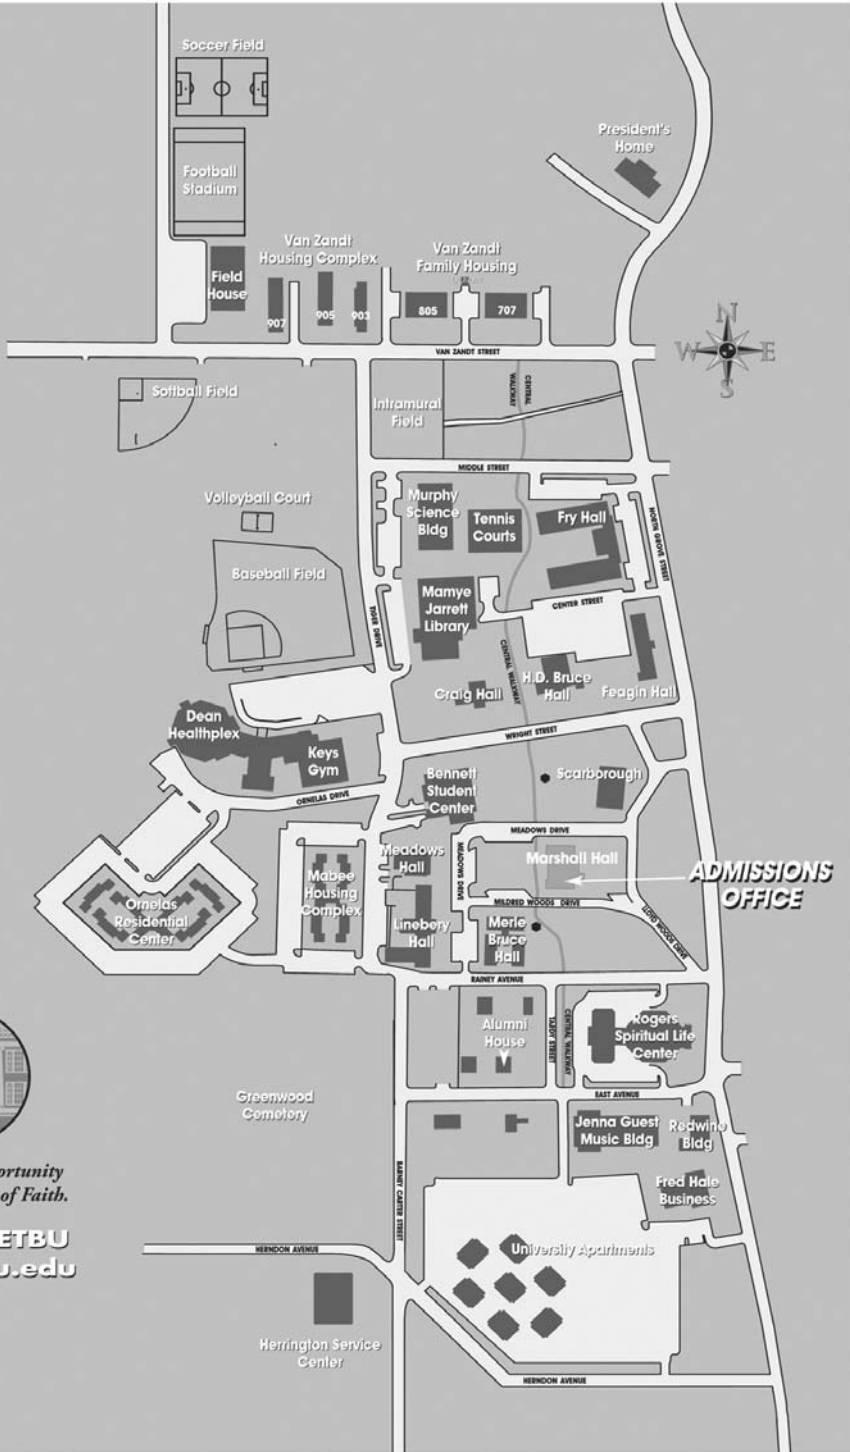 Soccer Field
President's
Home
Football
Stadium
Van Zandt
Housing Complex
Van Zandt
Family Housing
Field
House
907
905
903
805
707
N
W E
S
VAN ZANDT STREET
Softball Field
CENTRAL
WALKWAY
Intramural
Field
MIDDLE STREET
Volleyball Court
Murphy
Science
Bldg
Tennis
Courts
Fry Hall
NORTH GROVE STREET
Baseball Field
Mamye
Jarrett
Library
CENTER STREET
TIGER DRIVE
CENTRAL WALKWAY
Craig Hall
H.D. Bruce
Hall
Feagin Hall
Dean
Healthplex
Keys
Gym
WRIGHT STREET
ORNELAS DRIVE
Bennett
Student
Center
Scarborough
MEADOWS DRIVE
Meadows
Hall
MEADOWS DRIVE
Marshall Hall
ADMISSIONS
OFFICE
Mabee
Housing
Complex
Ornelas
Residential
Center
MILDRED WOODS DRIVE
LLOYD WOODS DRIVE
Linebery
Hall
Merle
Bruce
Hall
RAINEY AVENUE
Alumni
House
TARDY STREET
CENTRAL WALKWAY
Rogers
Spiritual Life
Center
EAST AVENUE
Greenwood
Cemetery
Jenna Guest
Music Bldg
Redwine
Bldg
BARNEY CARTER STREET
Fred Hale
Business
ortunity
of Faith.
ETBU
u.edu
HERNDON AVENUE
University Apartments
Herrington Service
Center
HERNDON AVENUE